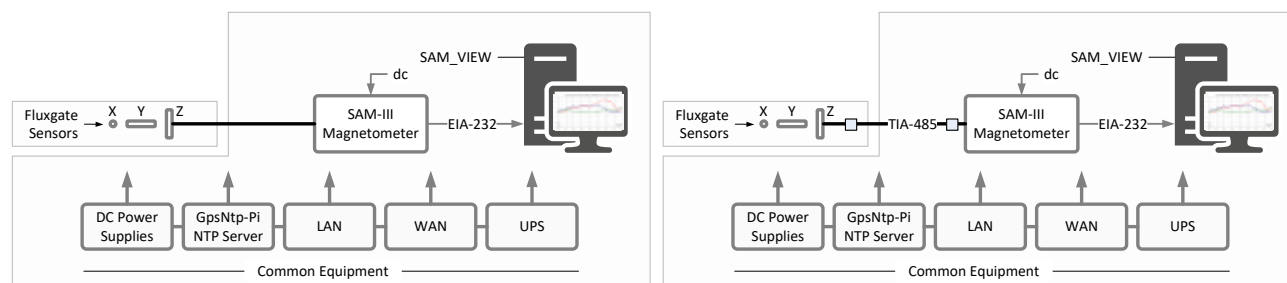 SAM_VIEW
dc
X Y Z
Fluxgate
Sensors
SAM-III
Magnetometer
EIA-232
DC Power
Supplies
GpsNtp-Pi
NTP Server
LAN
WAN
UPS
Common Equipment
SAM_VIEW
dc
X Y Z
Fluxgate
Sensors
TIA-485
SAM-III
Magnetometer
EIA-232
DC Power
Supplies
GpsNtp-Pi
NTP Server
LAN
WAN
UPS
Common Equipment